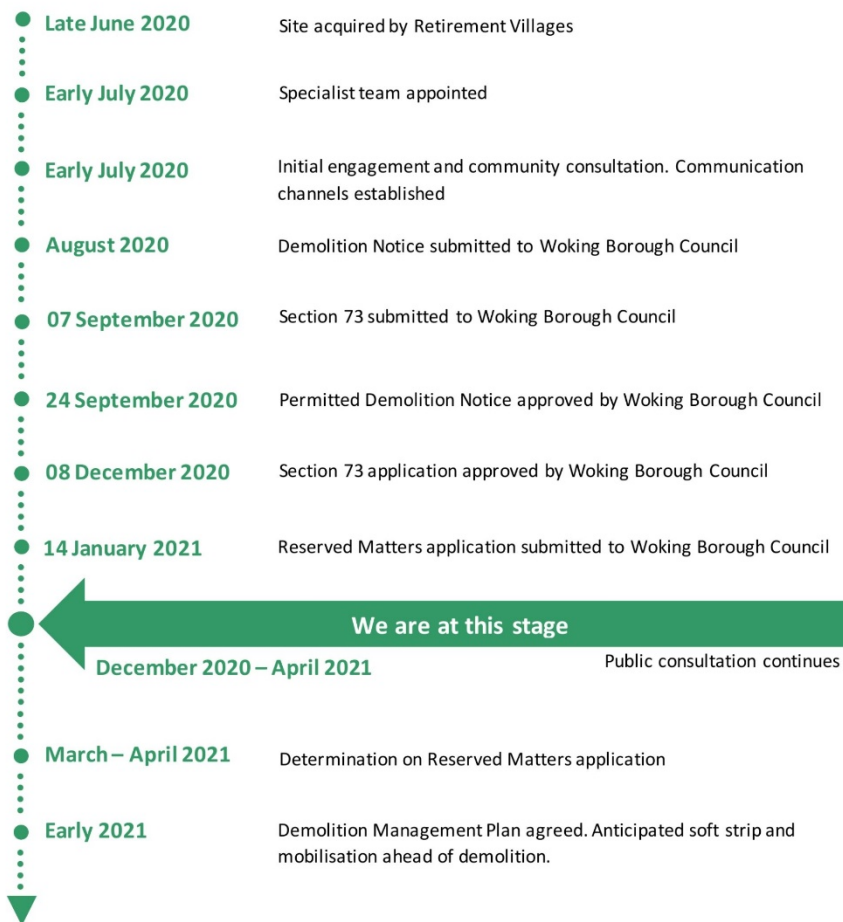 Late June 2020 Site acquired by Retirement Villages
Early July 2020 Specialist team appointed
Early July 2020 Initial engagement and community consultation. Communication
channels established
August 2020 Demolition Notice submitted to Woking Borough Council
07 September 2020 Section 73 submitted to Woking Borough Council
24 September 2020 Permitted Demolition Notice approved by Woking Borough Council
08 December 2020 Section 73 application approved by Woking Borough Council
14 January 2021 Reserved Matters application submitted to Woking Borough Council
We are at this stage
December 2020 – April 2021 Public consultation continues
March – April 2021 Determination on Reserved Matters application
Early 2021 Demolition Management Plan agreed. Anticipated soft strip and
mobilisation ahead of demolition.